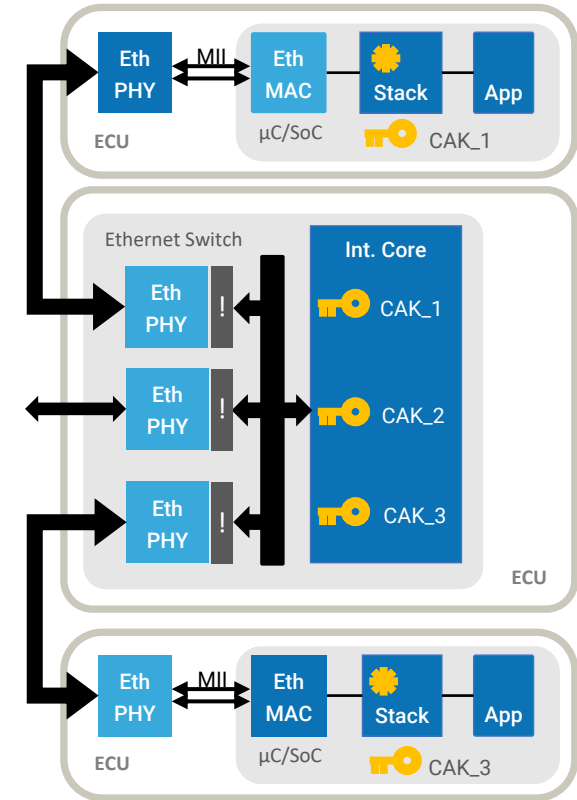 Eth
PHY
MII
Eth
MAC
Stack
App
ECU
μC/SoC
CAK_1
Ethernet Switch
Int. Core
Eth
PHY
!
CAK_1
Eth
PHY
!
CAK_2
Eth
PHY
!
CAK_3
ECU
Eth
PHY
MII
Eth
MAC
Stack
App
ECU
μC/SoC
CAK_3